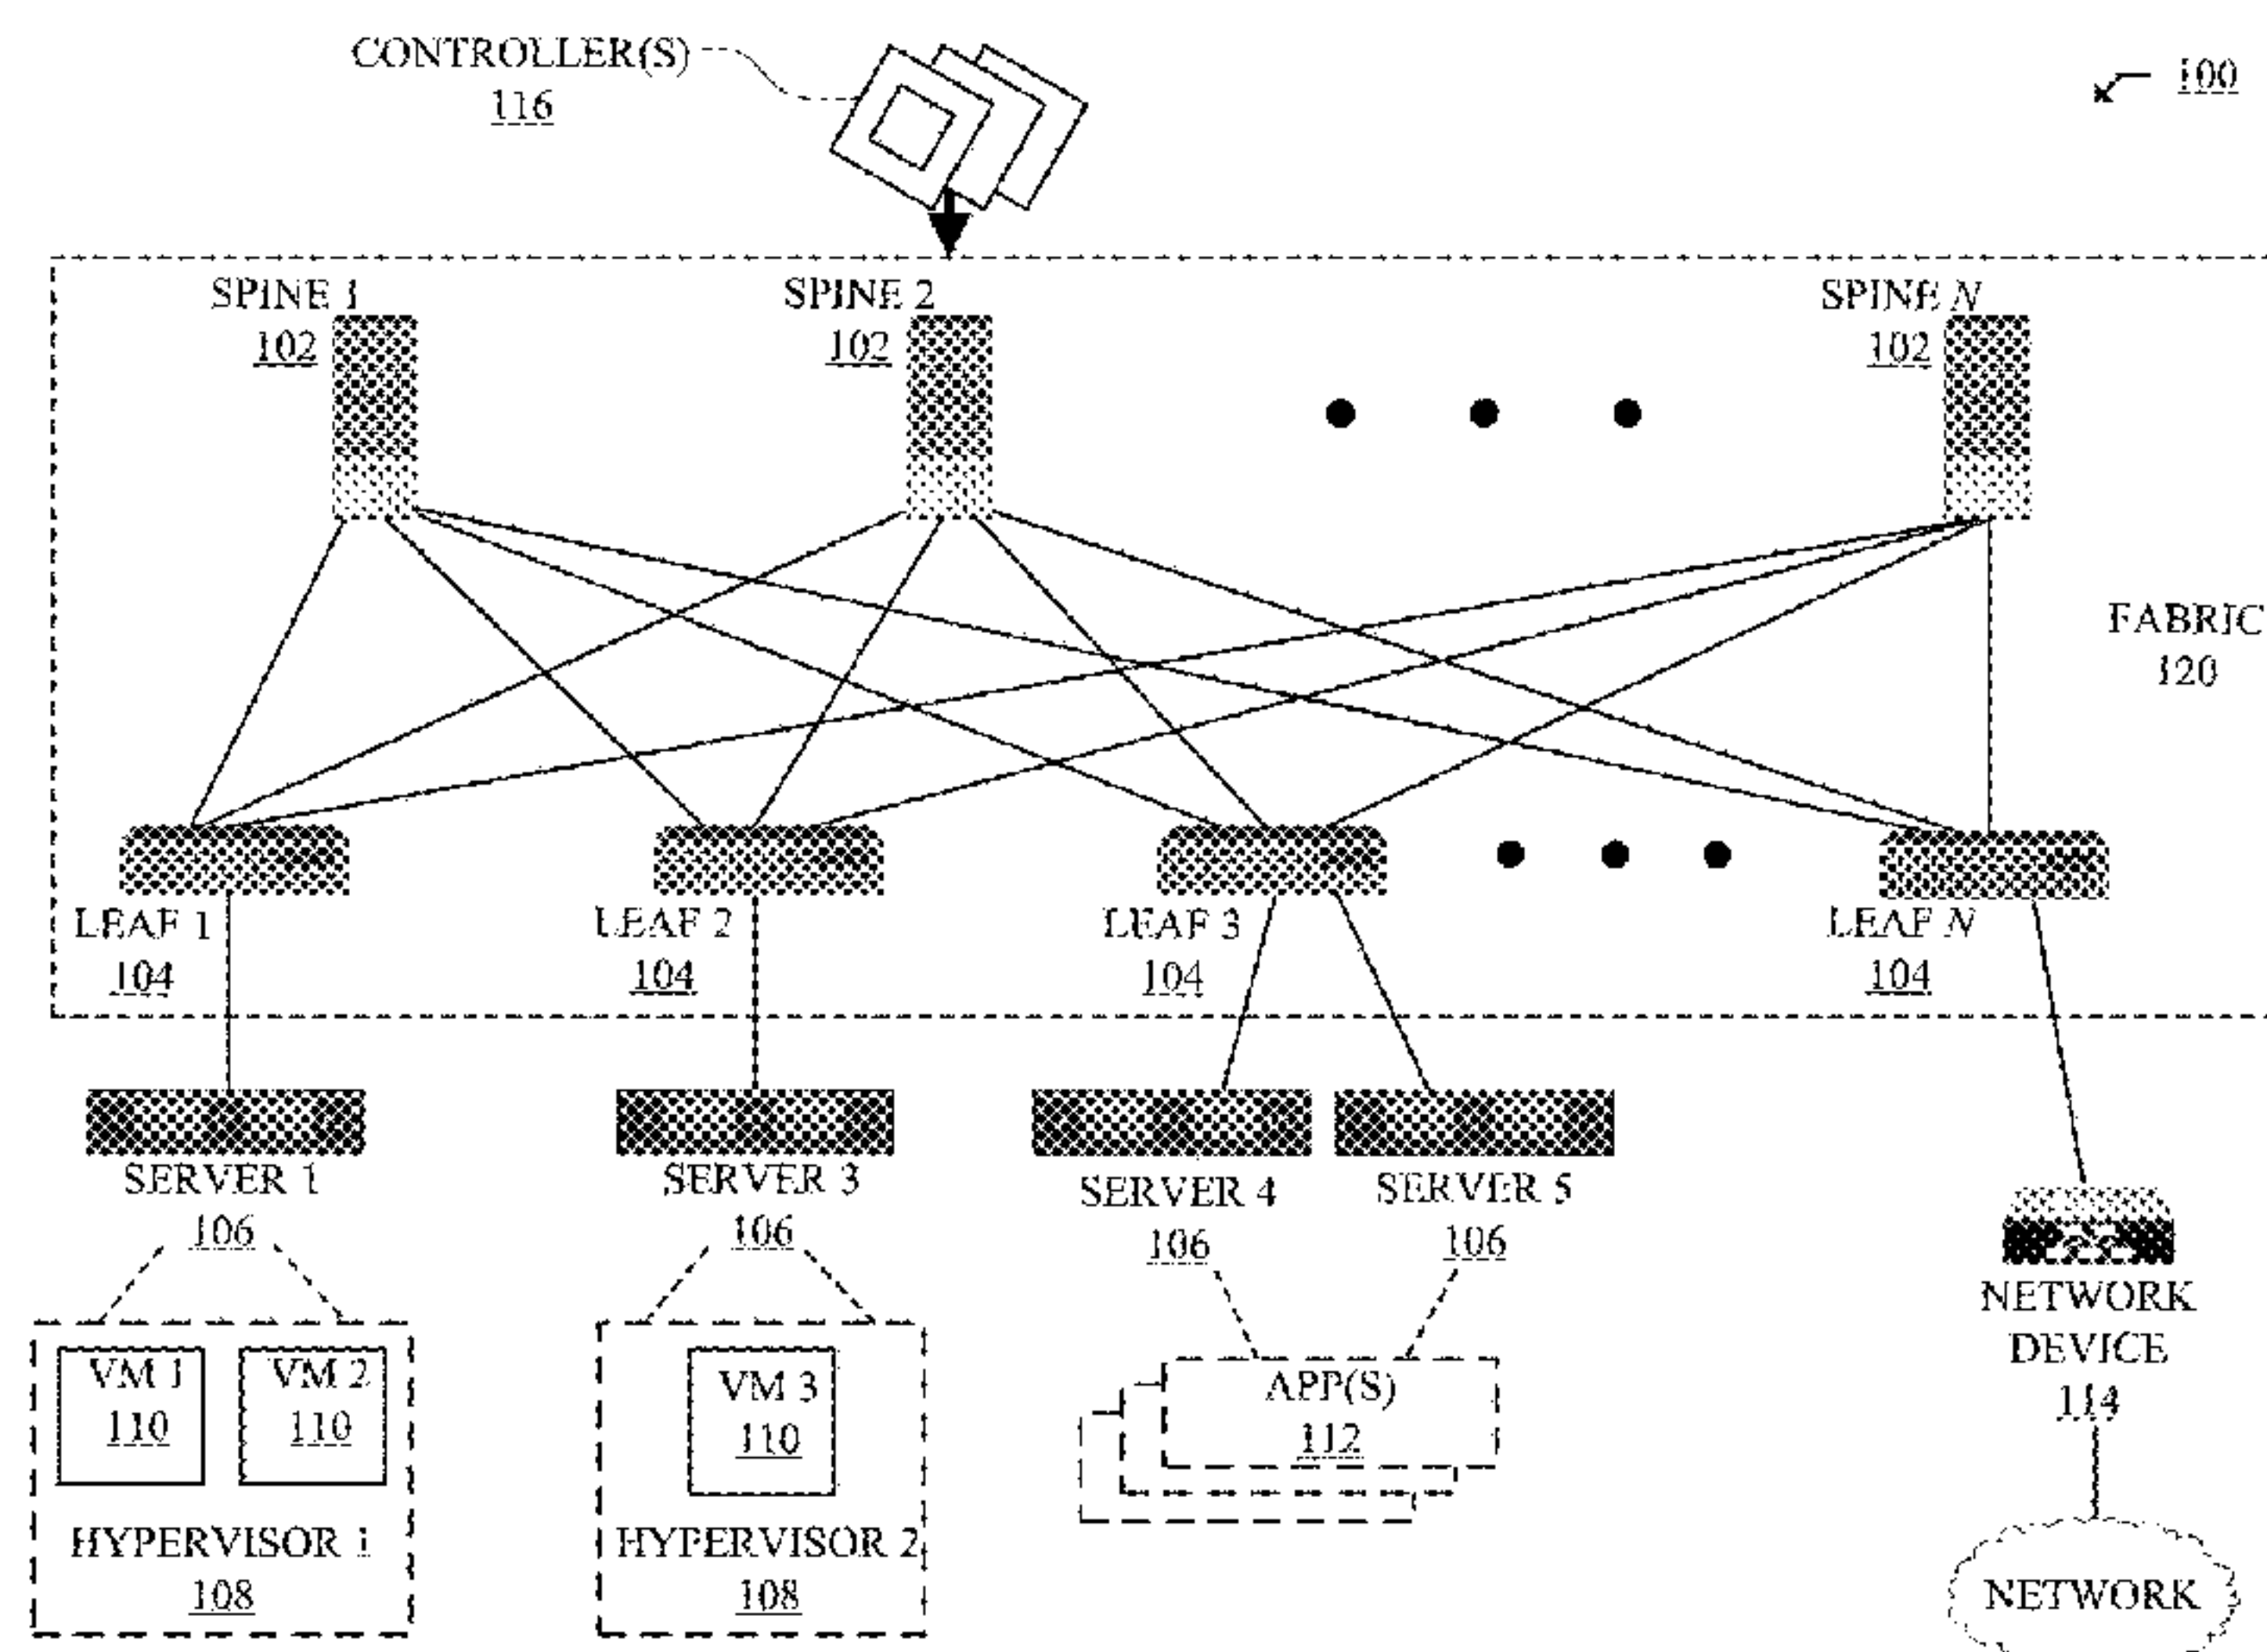 CONTROLLER(S)
116
100
SPINE 1
102
SPINE 2
102
SPINE N
102
FABRIC
120
LEAF 1
104
LEAF 2
104
LEAF 3
104
LEAF N
104
SERVER 1
106
SERVER 3
106
SERVER 4
106
SERVER 5
106
NETWORK
DEVICE
114
VM 1
110
VM 2
110
HYPERVISOR 1
108
VM 3
110
HYPERVISOR 2
108
APP(S)
112
NETWORK